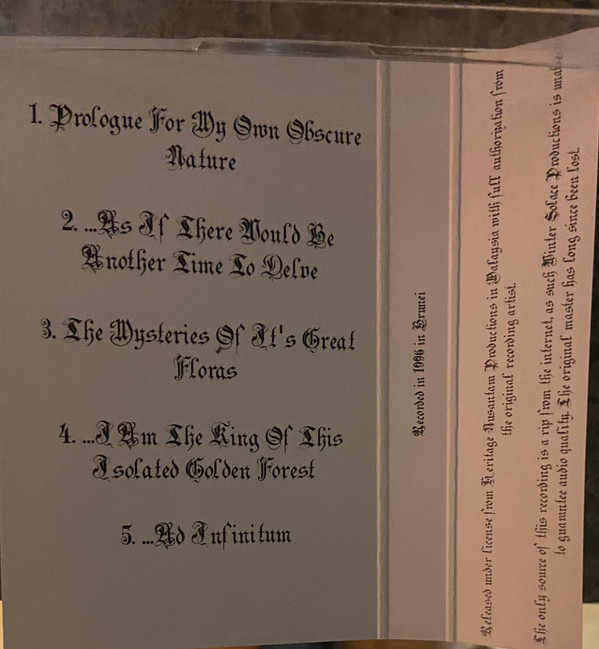 1. Prologue For My Own Obscure
Nature
2. ...As If There Would Be
Another Time To Delve
3. The Mysteries Of It's Great
Floras
4. ...I Am The King Of This
Isolated Golden Forest
5. ...Ad Infinitum
Recorded in 1996 in Brunei
Released under license from Heritage Nusantara Productions in Malaysia with full authorization from
the original recording artist.
The only source of this recording is a rip from the internet, as such Winter Solace Productions is
to guarantee audio quality. The original master has long since been lost.